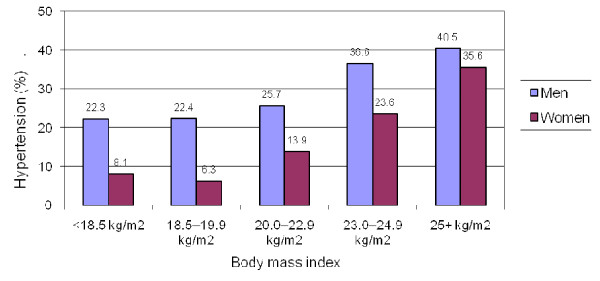 50
40
30
20
10
0
Hypertension (%)
22.3
8.1
22.4
6.3
25.7
13.9
23.6
40.5
35.6
<18.5 kg/m2
18.5–19.9
kg/m2
20.0–22.9
kg/m2
23.0–24.9
kg/m2
25+ kg/m2
Body mass index
Men
Women